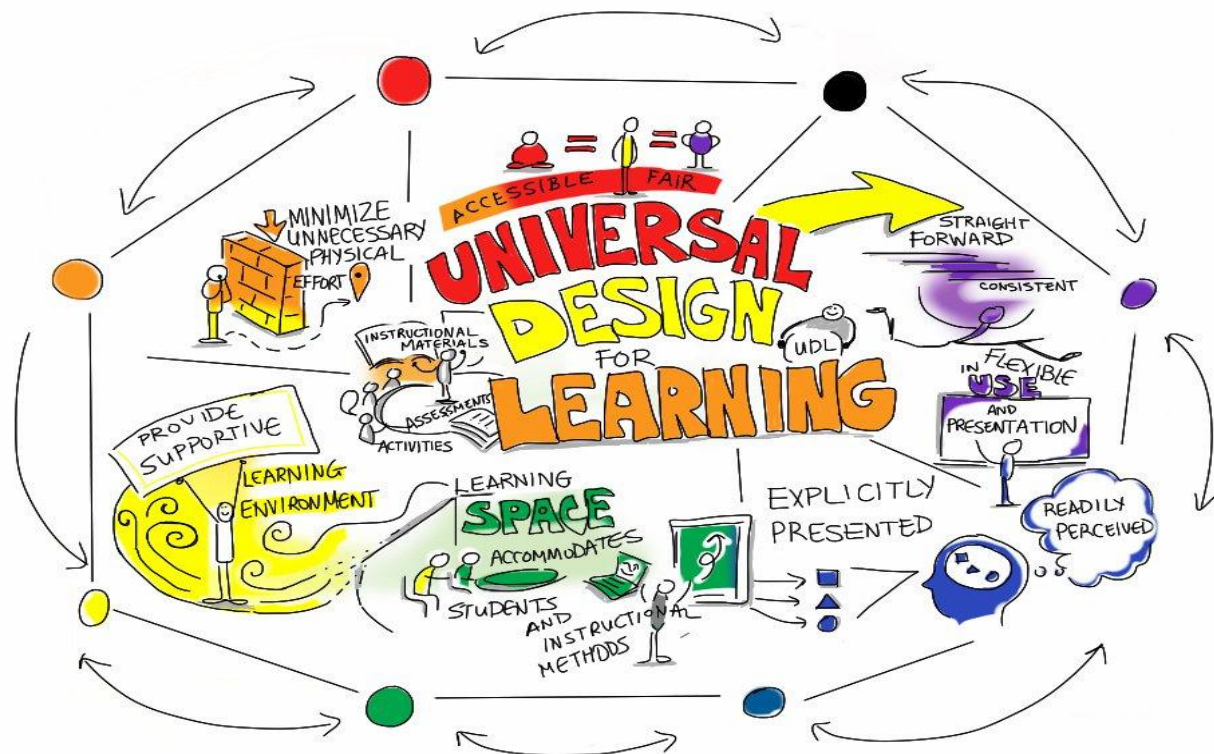 ACCESSIBLE FAIR
UNIVERSAL
DESIGN
FOR
LEARNING
UDL
STRAIGHT
FORWARD
CONSISTENT
FLEXIBLE
IN USE
AND
PRESENTATION
READILY
PERCEIVED
EXPLICITLY
PRESENTED
LEARNING
SPACE
ACCOMMODATES
STUDENTS
AND
INSTRUCTIONAL
METHODS
PROVIDE
SUPPORTIVE
LEARNING
ENVIRONMENT
MINIMIZE
UNNECESSARY
PHYSICAL
EFFORT
INSTRUCTIONAL
MATERIALS
ASSESSMENTS
ACTIVITIES